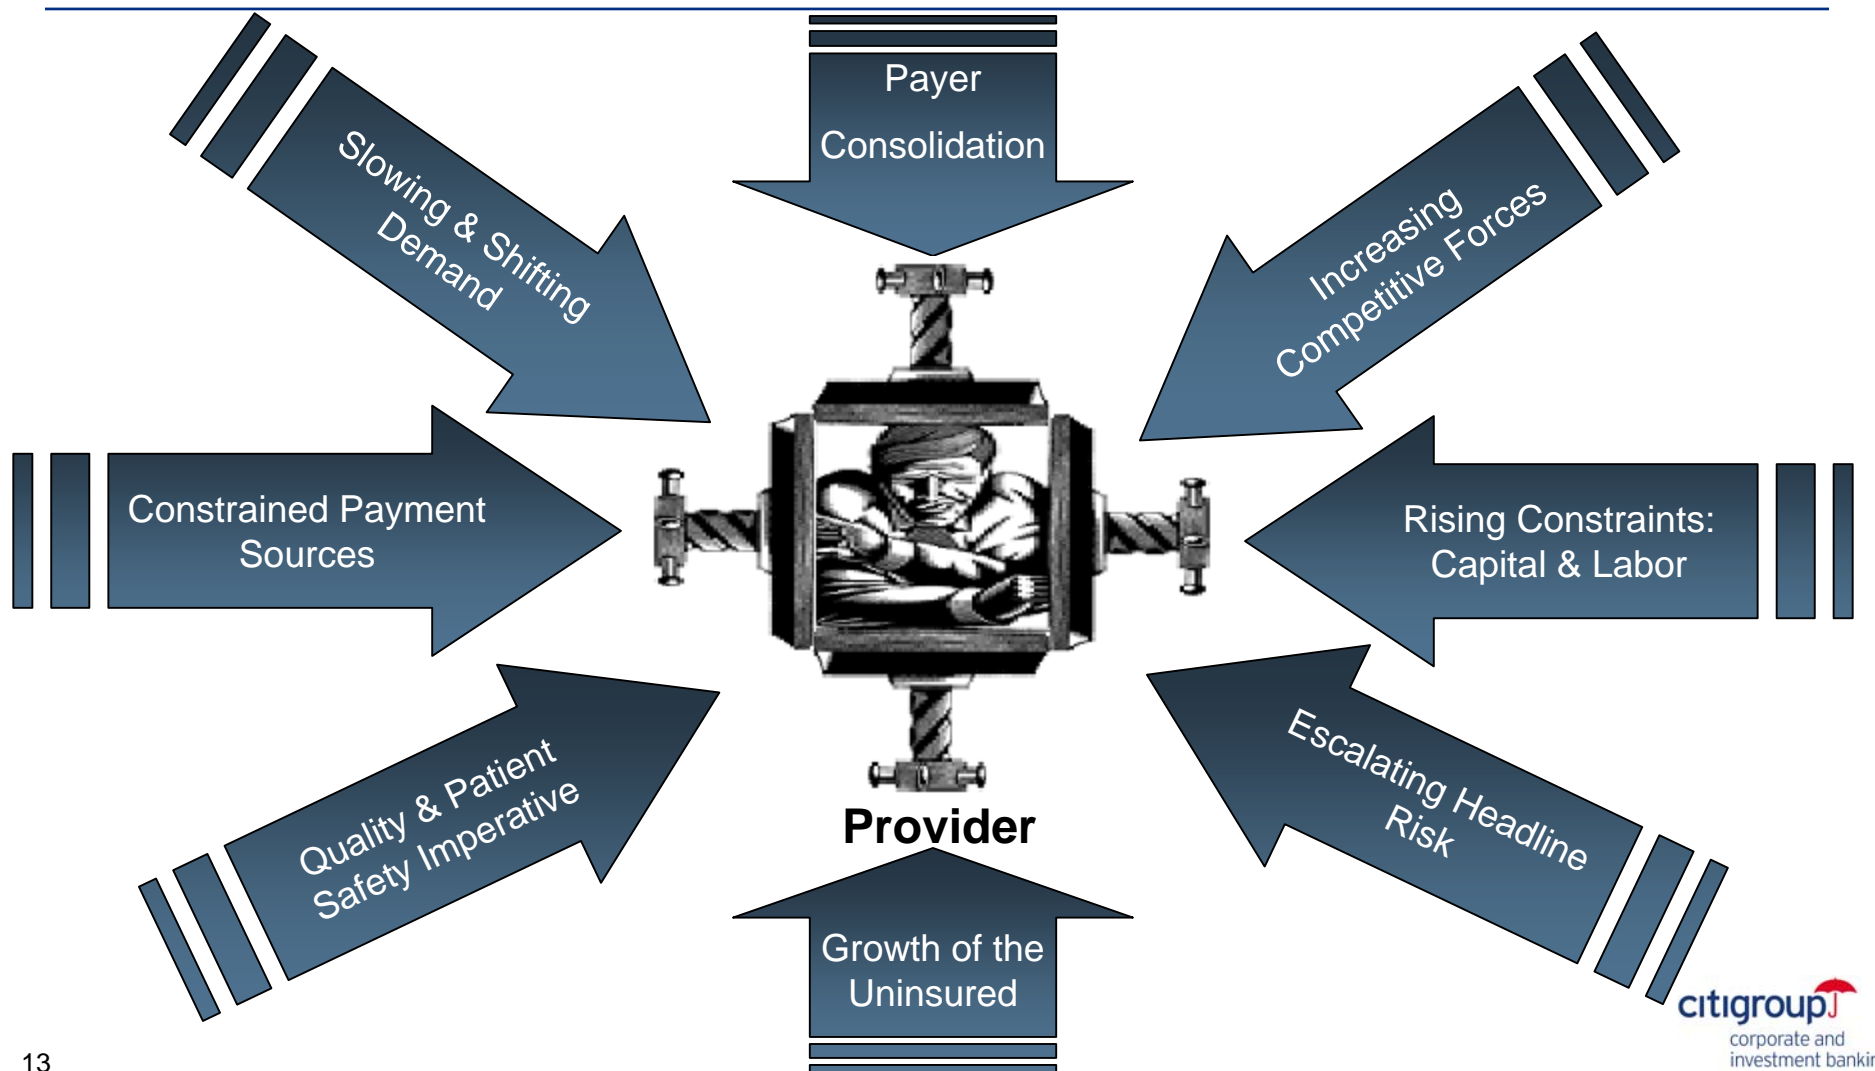 Payer
Consolidation
Slowing & Shifting
Demand
Increasing
Competitive Forces
Constrained Payment
Sources
Rising Constraints:
Capital & Labor
Quality & Patient
Safety Imperative
Provider
Escalating Headline
Risk
Growth of the
Uninsured
citigroup
corporate and
investment bankin
13